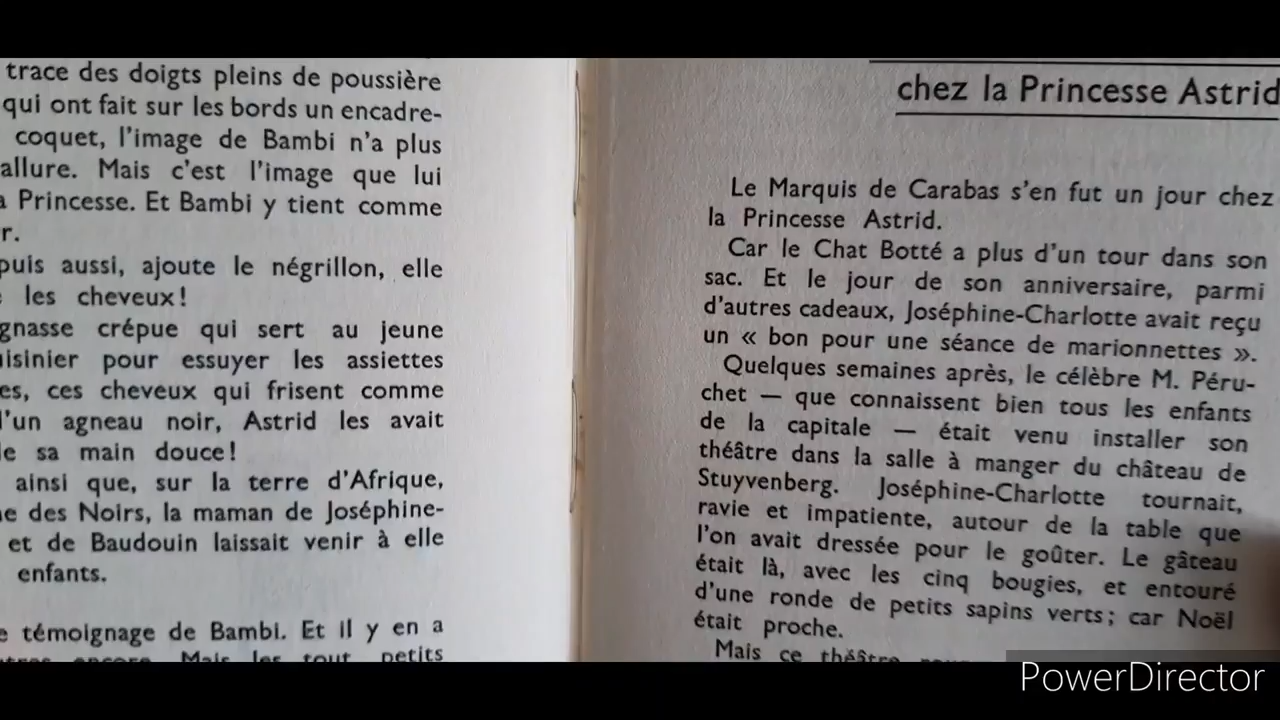 trace des doigts pleins de poussière
qui ont fait sur les bords un encadre-
coquet, l'image de Bambi n'a plus
allure. Mais c'est l'image que lui
Princesse. Et Bambi y tient comme
puis aussi, ajoute le négrillon, elle
les cheveux!
gnasse crépue qui sert au jeune
uisinier pour essuyer les assiettes
es, ces cheveux qui frisent comme
d'un agneau noir, Astrid les avait
de sa main douce!
ainsi que, sur la terre d'Afrique,
ne des Noirs, la maman de Joséphine-
et de Baudouin laissait venir à elle
enfants.
e témoignage de Bambi. Et il y en a
encore. Mais les tout petits
chez la Princesse Astrid
Le Marquis de Carabas s'en fut un jour chez
la Princesse Astrid.
Car le Chat Botté a plus d'un tour dans son
sac. Et le jour de son anniversaire, parmi
d'autres cadeaux, Joséphine-Charlotte avait reçu
un « bon pour une séance de marionnettes ».
Quelques semaines après, le célèbre M. Péru-
chet — que connaissent bien tous les enfants
de la capitale — était venu installer son
théâtre dans la salle à manger du château de
Stuyvenberg. Joséphine-Charlotte tournait,
ravie et impatiente, autour de la table que
l'on avait dressée pour le goûter. Le gâteau
était là, avec les cinq bougies, et entouré
d'une ronde de petits sapins verts; car Noël
était proche.
Mais ce théâtre
PowerDirector